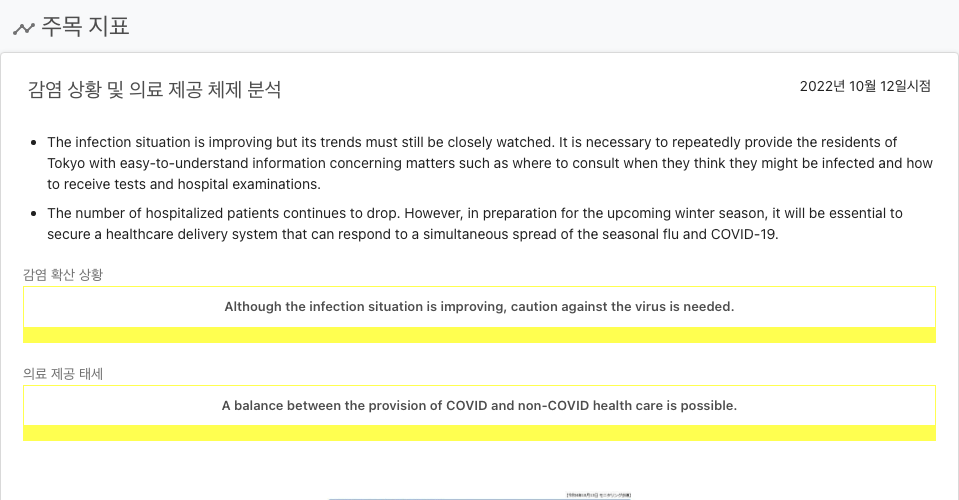 주목 지표
감염 상황 및 의료 제공 체제 분석
2022년 10월 12일시점
The infection situation is improving but its trends must still be closely watched. It is necessary to repeatedly provide the residents of
Tokyo with easy-to-understand information concerning matters such as where to consult when they think they might be infected and how
to receive tests and hospital examinations.
The number of hospitalized patients continues to drop. However, in preparation for the upcoming winter season, it will be essential to
secure a healthcare delivery system that can respond to a simultaneous spread of the seasonal flu and COVID-19.
감염 확산 상황
Although the infection situation is improving, caution against the virus is needed.
의료 제공 태세
A balance between the provision of COVID and non-COVID health care is possible.